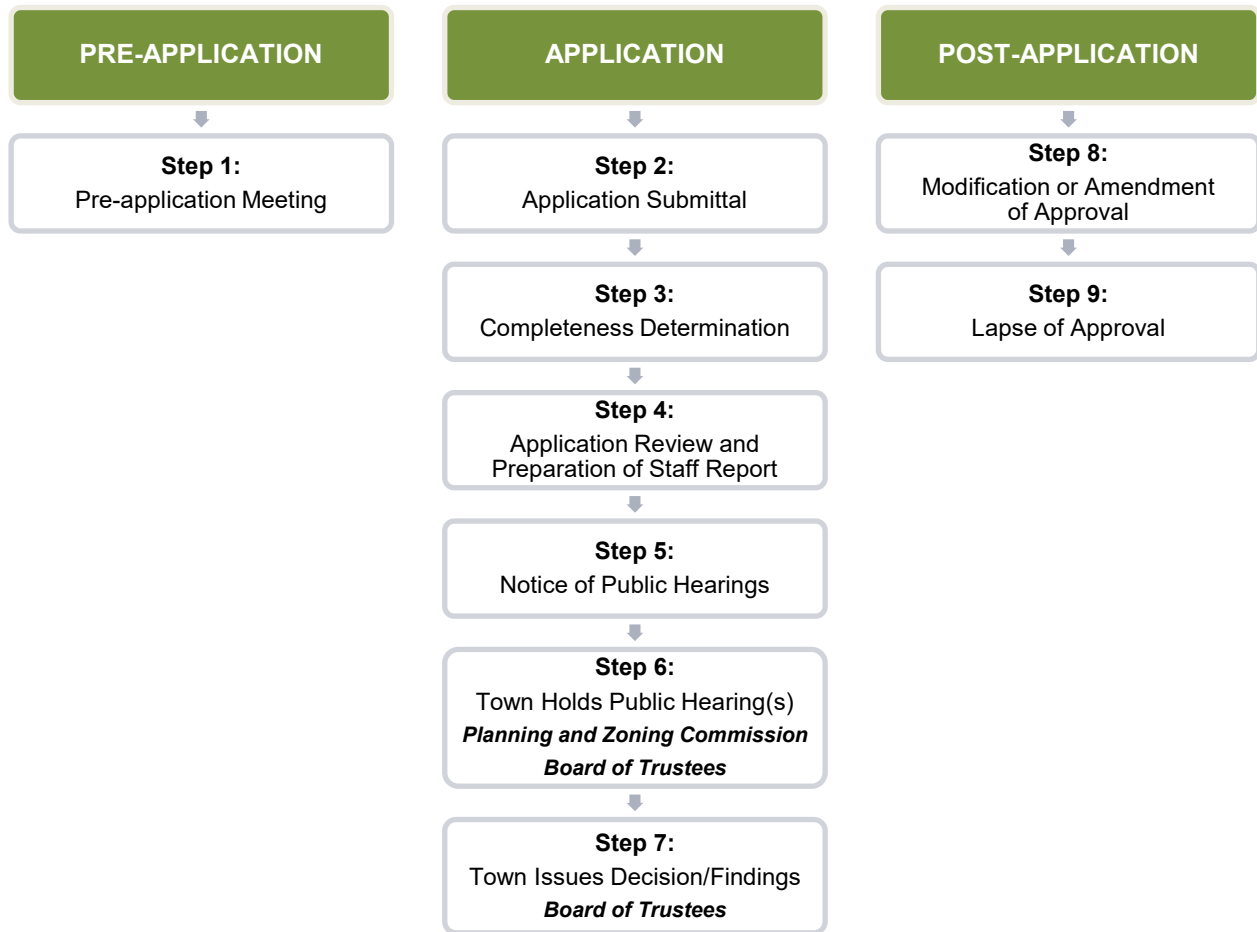 PRE-APPLICATION
Step 1:
Pre-application Meeting
APPLICATION
Step 2:
Application Submittal
Step 3:
Completeness Determination
Step 4:
Application Review and
Preparation of Staff Report
Step 5:
Notice of Public Hearings
Step 6:
Town Holds Public Hearing(s)
Planning and Zoning Commission
Board of Trustees
Step 7:
Town Issues Decision/Findings
Board of Trustees
POST-APPLICATION
Step 8:
Modification or Amendment
of Approval
Step 9:
Lapse of Approval